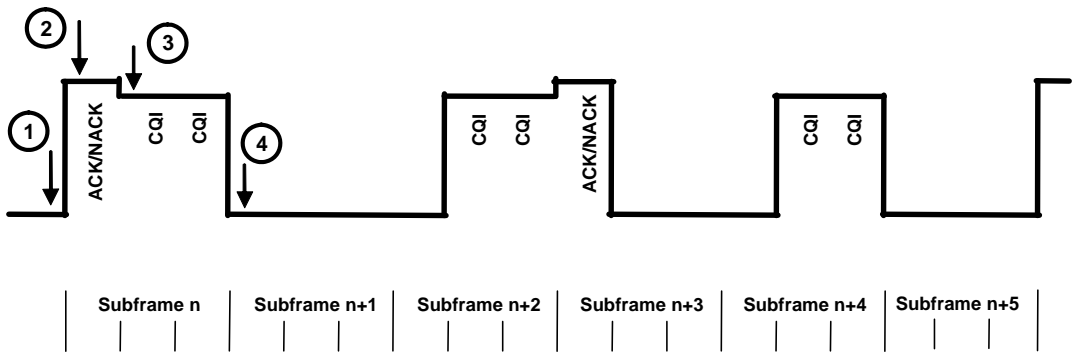 2
3
1
4
ACK/NACK
CQI
CQI
CQI
CQI
ACK/NACK
CQI
CQI
Subframe n
Subframe n+1
Subframe n+2
Subframe n+3
Subframe n+4
Subframe n+5